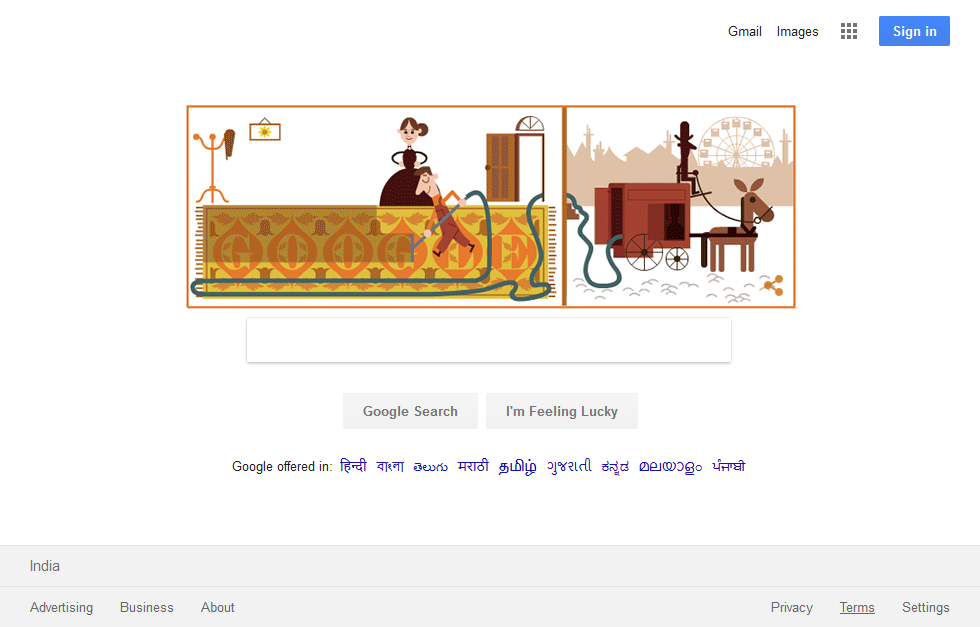 Gmail Images Sign in
GOOGLE
Google Search I'm Feeling Lucky
Google offered in: हिन्दी বাংলা తెలుగు मराठी தமிழ் ગુજરાતી ಕನ್ನಡ മലയാളം ਪੰਜਾਬੀ
India
Advertising Business About Privacy Terms Settings